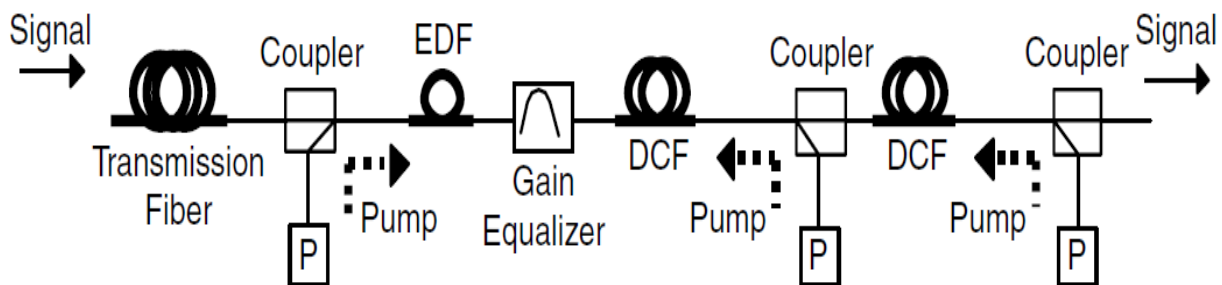 Signal
Coupler
EDF
Coupler
Coupler
Signal
Transmission
Fiber
Pump
Gain
Equalizer
DCF
Pump
DCF
Pump
P
P
P